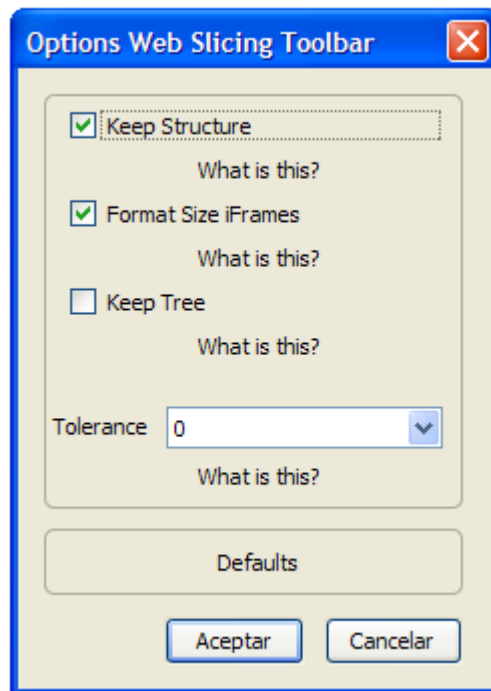 Options Web Slicing Toolbar
Keep Structure
What is this?
Format Size iFrames
What is this?
Keep Tree
What is this?
Tolerance 0
What is this?
Defaults
Aceptar Cancelar